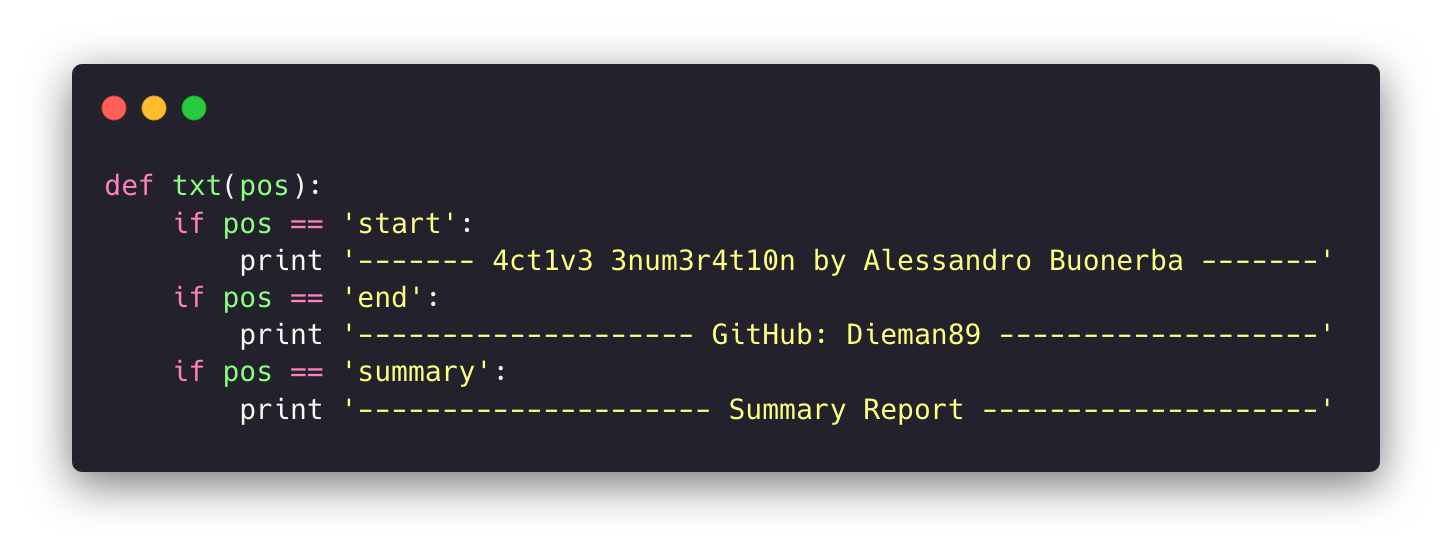 def txt(pos):
    if pos == 'start':
        print '------- 4ct1v3 3num3r4t10n by Alessandro Buonerba -------'
    if pos == 'end':
        print '-------------------- GitHub: Dieman89 -------------------'
    if pos == 'summary':
        print '--------------------- Summary Report --------------------'